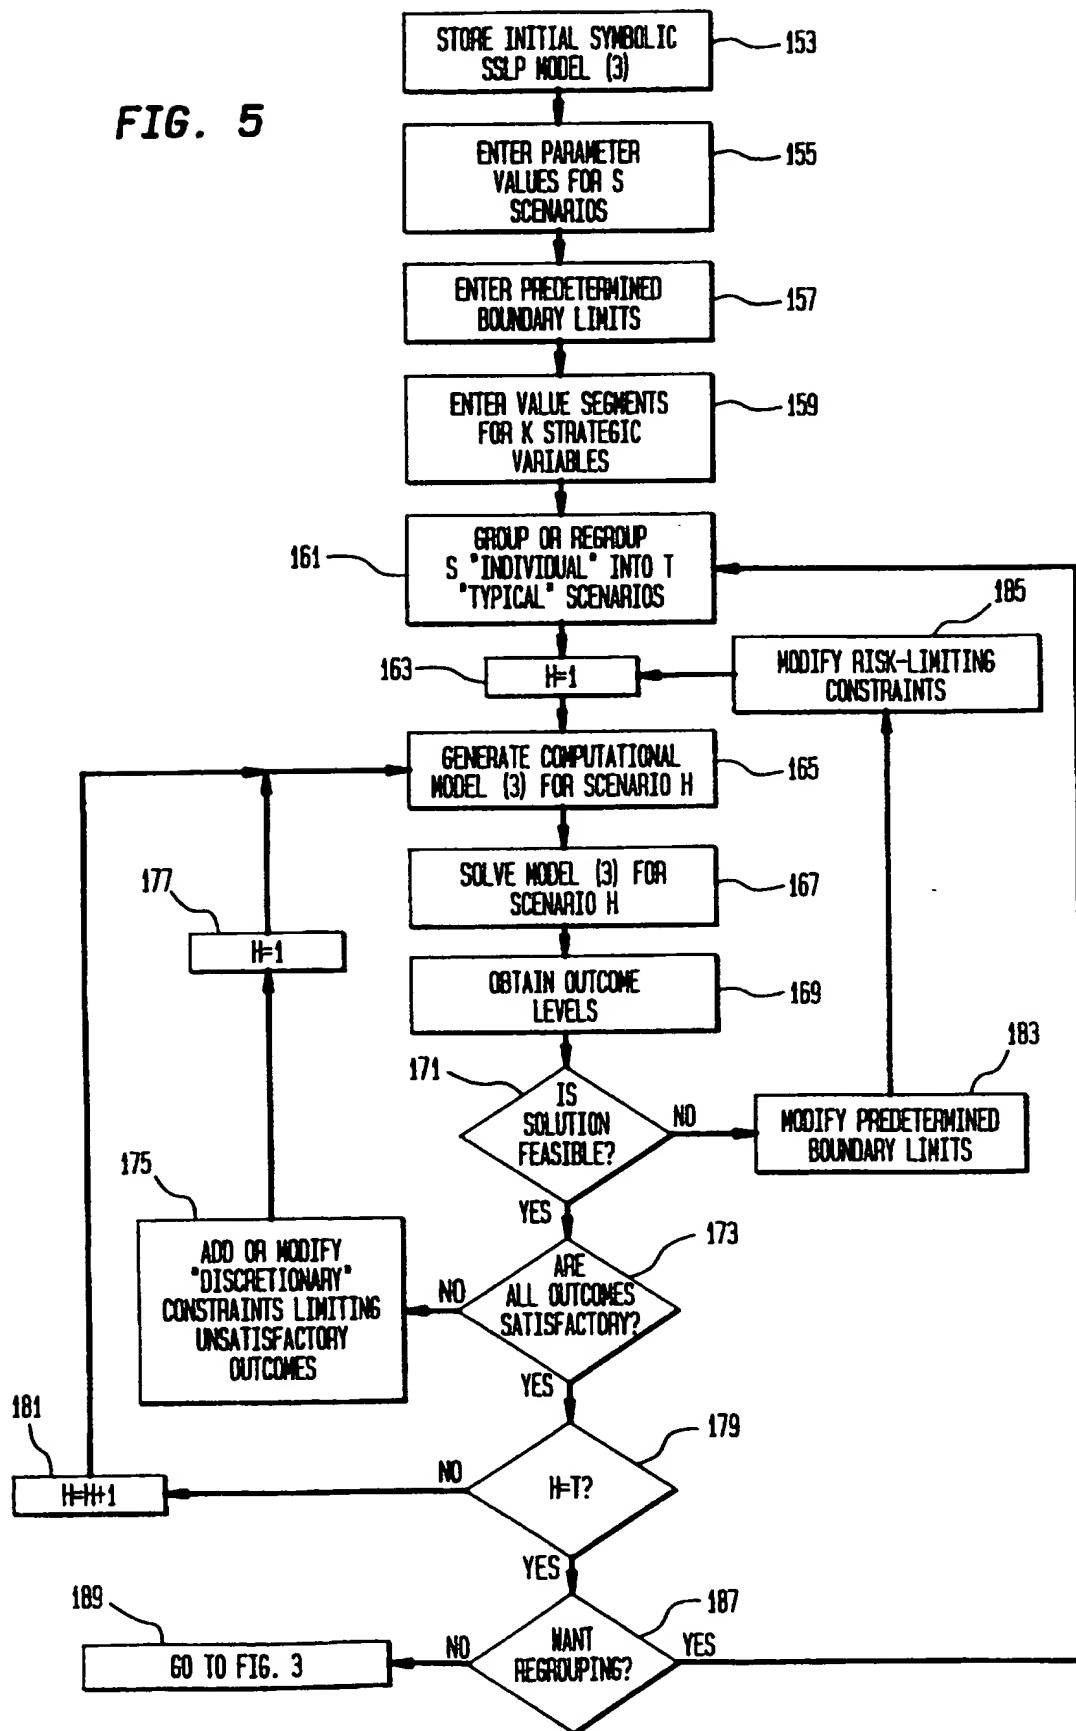 FIG. 5
STORE INITIAL SYMBOLIC
SSLP MODEL (3)
153
ENTER PARAMETER
VALUES FOR S
SCENARIOS
155
ENTER PREDETERMINED
BOUNDARY LIMITS
157
ENTER VALUE SEGMENTS
FOR K STRATEGIC
VARIABLES
159
161
GROUP OR REGROUP
S "INDIVIDUAL" INTO T
"TYPICAL" SCENARIOS
163
H=1
185
MODIFY RISK-LIMITING
CONSTRAINTS
GENERATE COMPUTATIONAL
MODEL (3) FOR SCENARIO H
165
SOLVE MODEL (3) FOR
SCENARIO H
167
177
H=1
OBTAIN OUTCOME
LEVELS
169
171
IS
SOLUTION
FEASIBLE?
NO
YES
183
MODIFY PREDETERMINED
BOUNDARY LIMITS
175
ADD OR MODIFY
"DISCRETIONARY"
CONSTRAINTS LIMITING
UNSATISFACTORY
OUTCOMES
NO
ARE
ALL OUTCOMES
SATISFACTORY?
173
YES
181
H=H+1
NO
H=T?
179
YES
189
GO TO FIG. 3
NO
WANT
REGROUPING?
187
YES